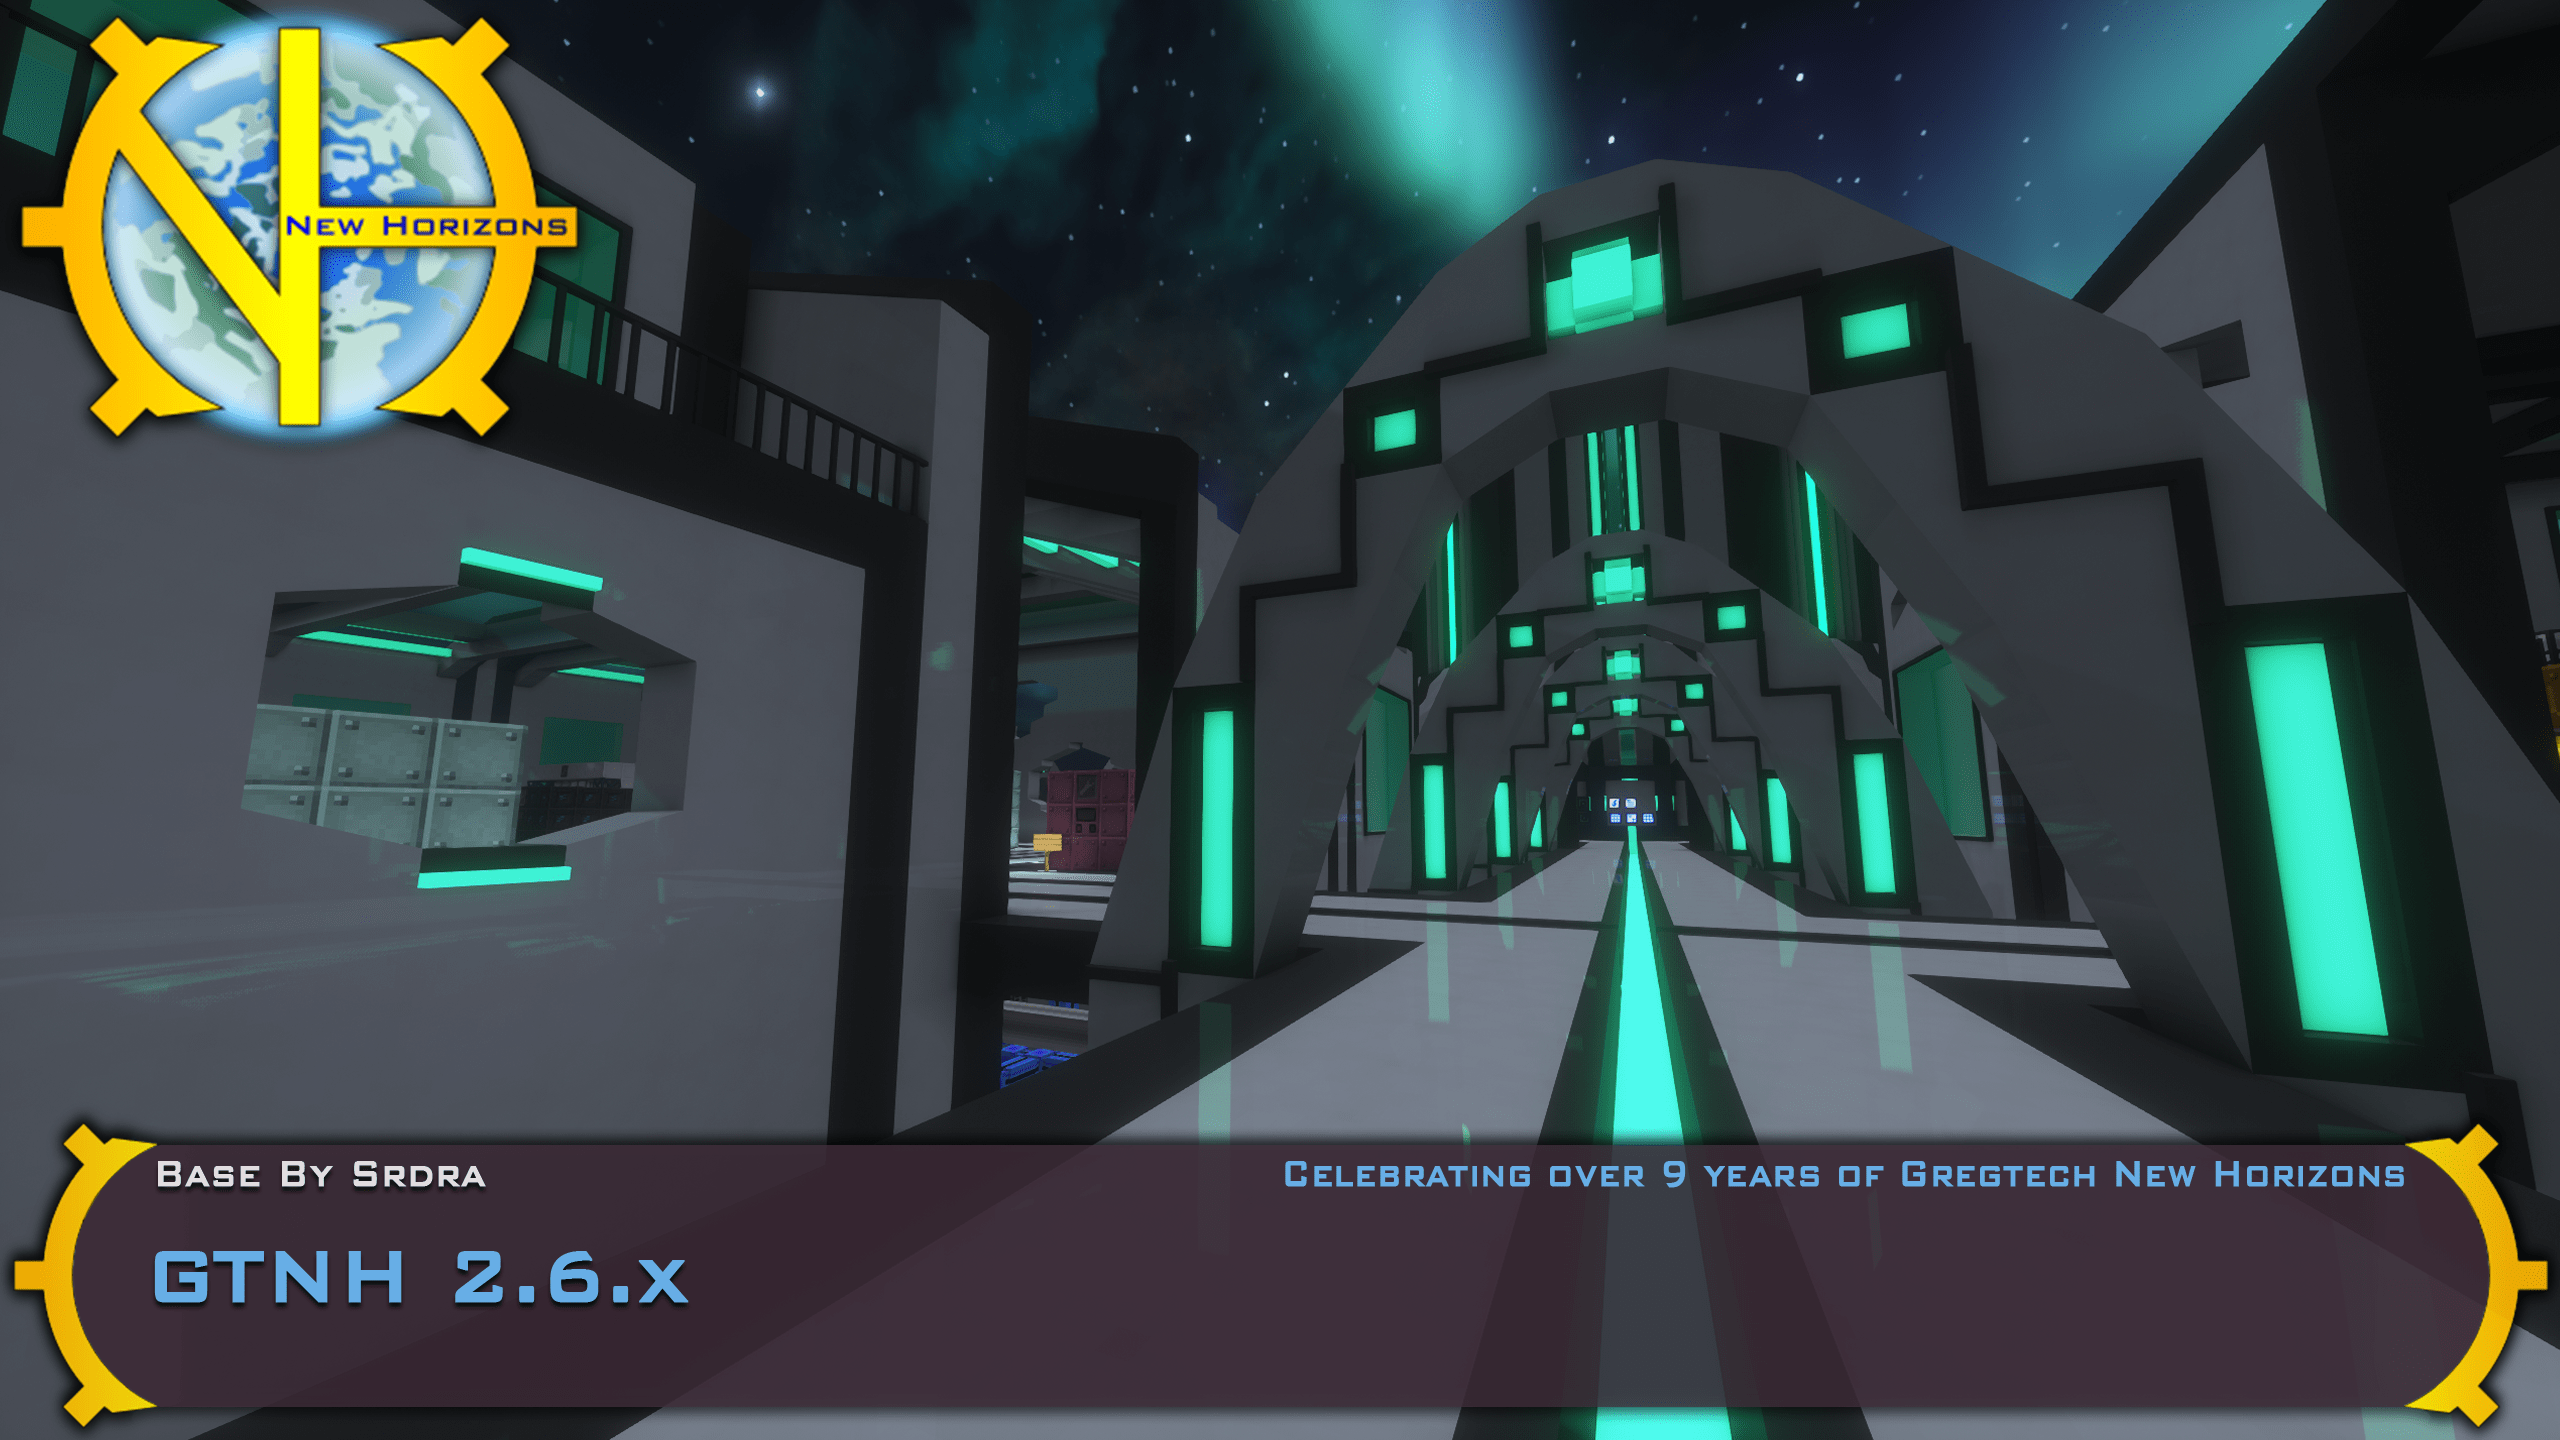 New Horizons
Base By Srdra
Celebrating over 9 years of Gregtech New Horizons
GTNH 2.6.x